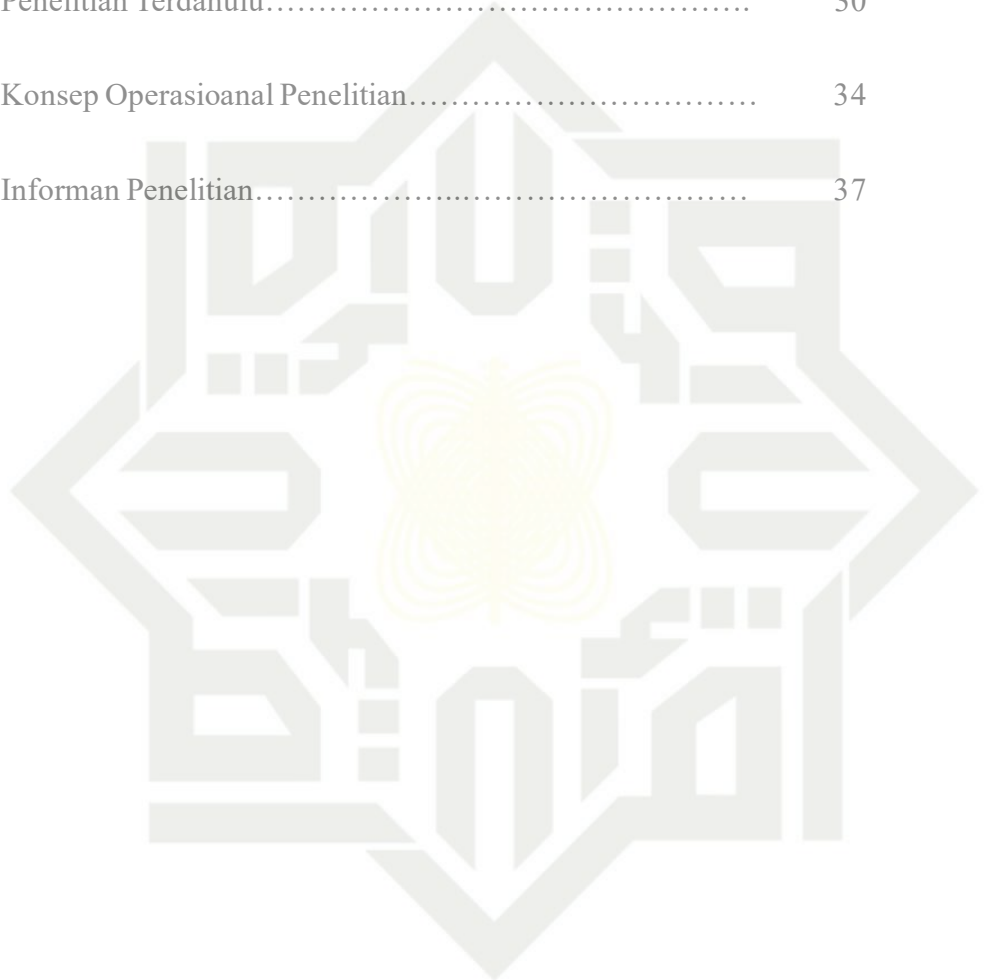 Penelitian Terdahulu…………………………………………. 30
Konsep Operasioanal Penelitian…………………………… 34
Informan Penelitian………………...……………………… 37